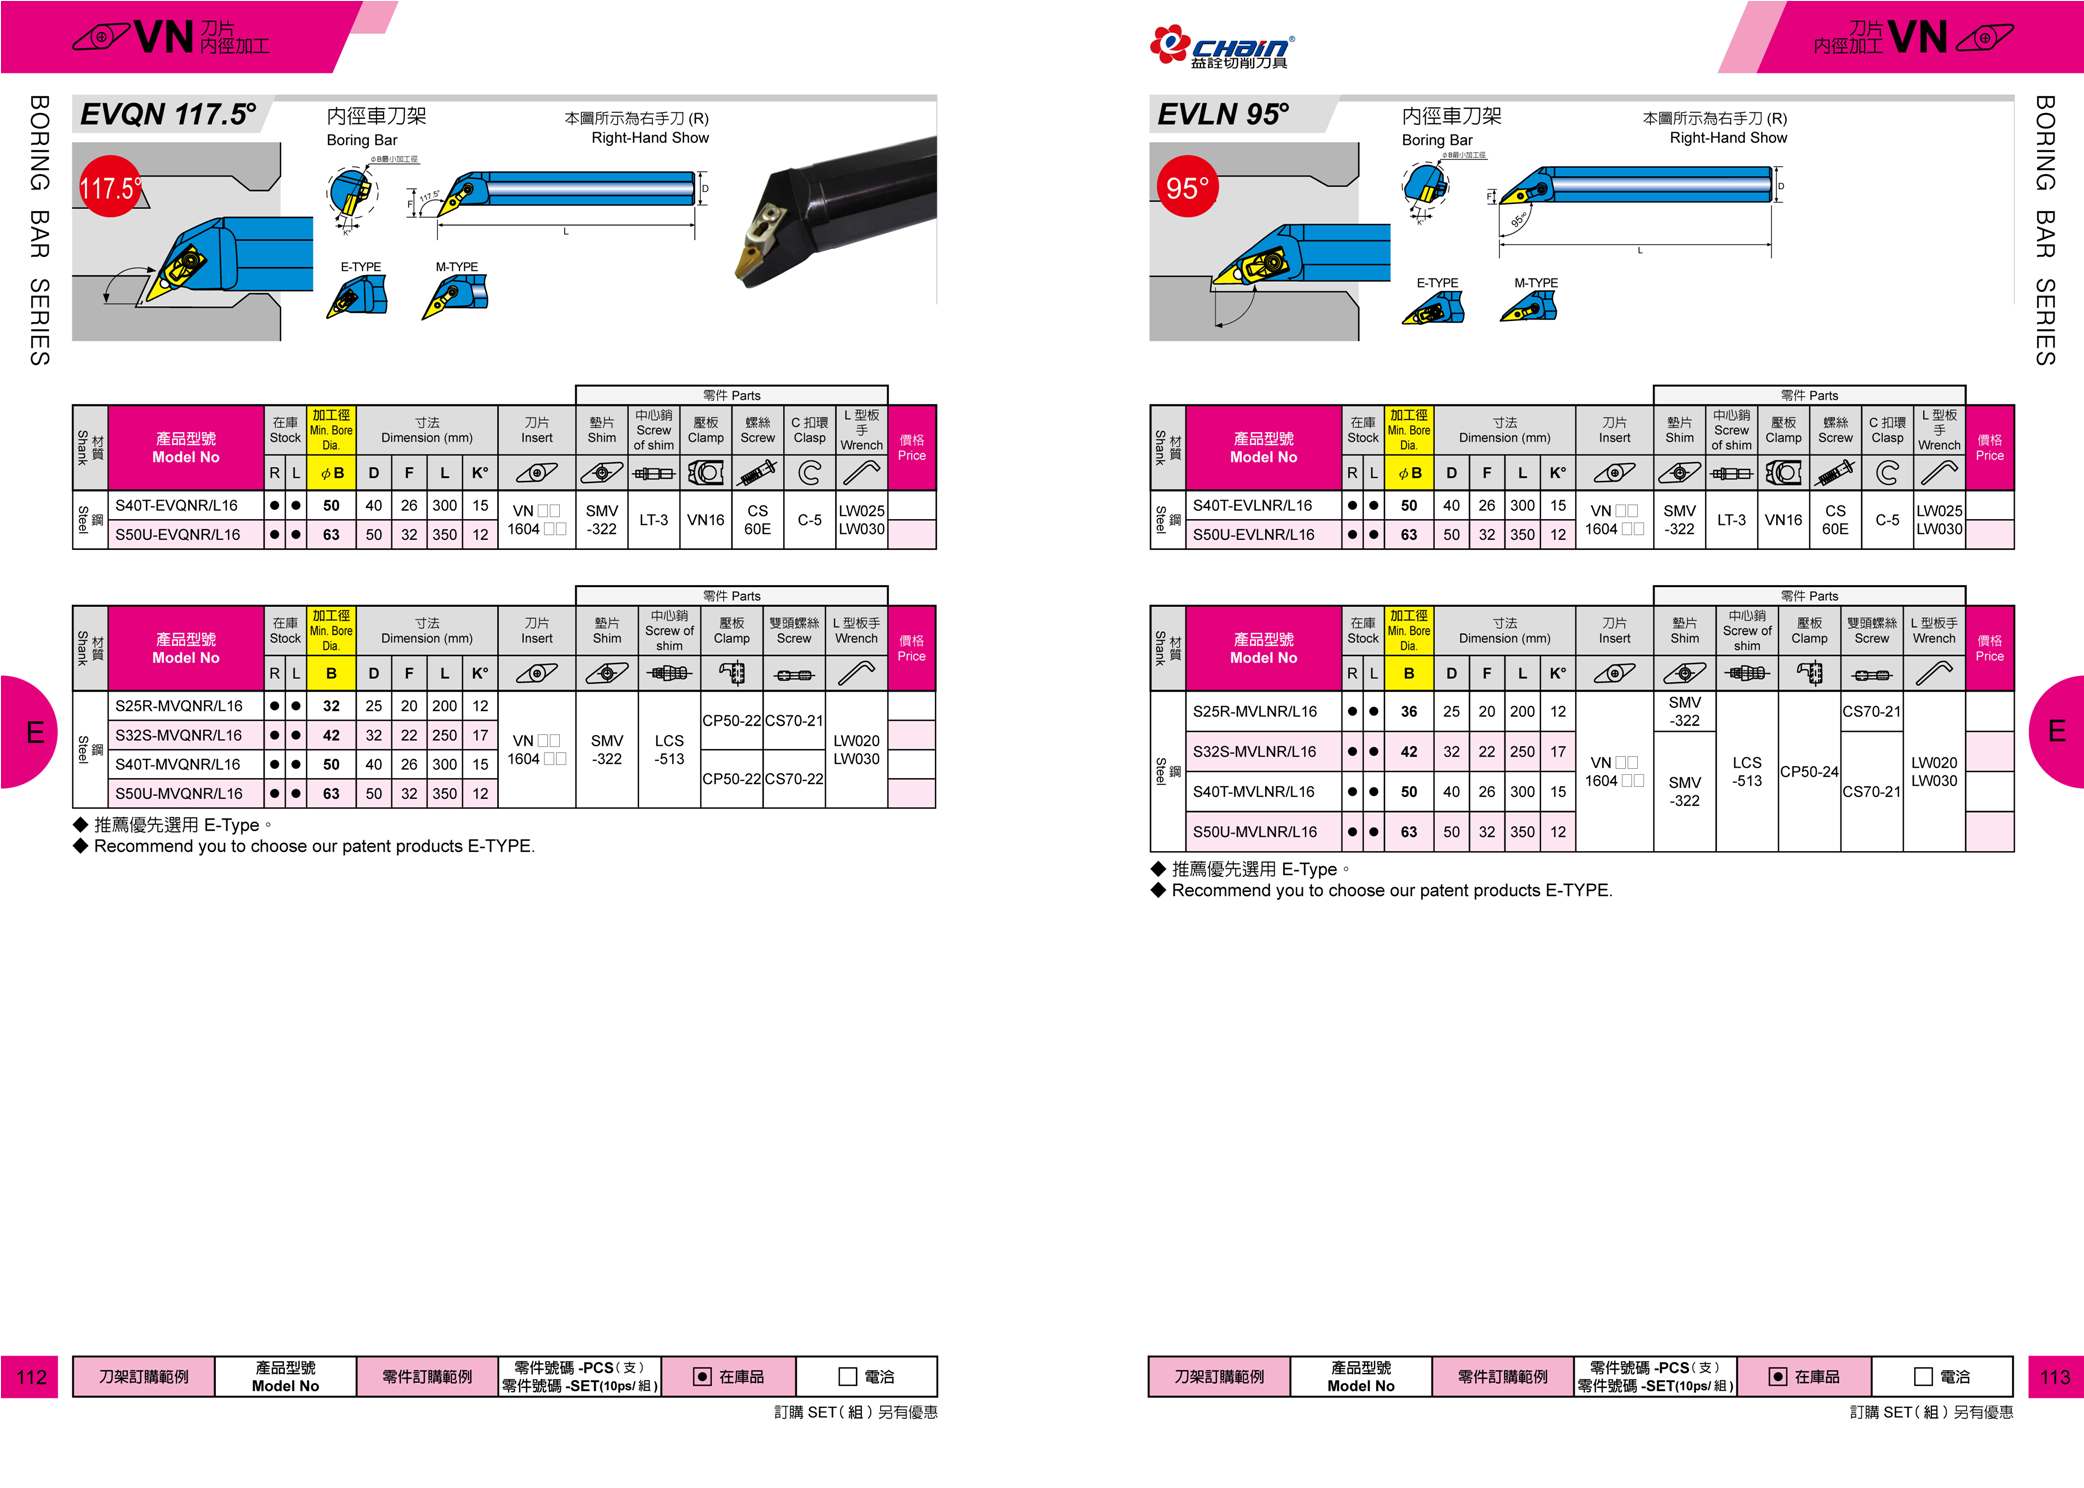 VN 刀片
內徑加工
BORING BAR SERIES
EVQN 117.5°
內徑車刀架
Boring Bar
本圖所示為右手刀 (R)
Right-Hand Show
117.5°
φB最小加工徑
K°
F
117.5°
D
L
E-TYPE
M-TYPE
零件 Parts
材質 Shank
產品型號
Model No
在庫
Stock
加工徑
Min. Bore
Dia.
寸法
Dimension (mm)
刀片
Insert
墊片
Shim
中心銷
Screw
of shim
壓板
Clamp
螺絲
Screw
C 扣環
Clasp
L 型板
手
Wrench
價格
Price
R L φB D F L K°
鋼 Steel
S40T-EVQNR/L16 ● ● 50 40 26 300 15
S50U-EVQNR/L16 ● ● 63 50 32 350 12
VN □□
1604 □□
SMV
-322
LT-3
VN16
CS
60E
C-5
LW025
LW030
零件 Parts
材質 Shank
產品型號
Model No
在庫
Stock
加工徑
Min. Bore
Dia.
寸法
Dimension (mm)
刀片
Insert
墊片
Shim
中心銷
Screw of
shim
壓板
Clamp
雙頭螺絲
Screw
L 型板手
Wrench
價格
Price
R L B D F L K°
鋼 Steel
S25R-MVQNR/L16 ● ● 32 25 20 200 12
S32S-MVQNR/L16 ● ● 42 32 22 250 17
S40T-MVQNR/L16 ● ● 50 40 26 300 15
S50U-MVQNR/L16 ● ● 63 50 32 350 12
VN □□
1604 □□
SMV
-322
LCS
-513
CP50-22 CS70-21
CP50-22 CS70-22
LW020
LW030
◆ 推薦優先選用 E-Type。
◆ Recommend you to choose our patent products E-TYPE.
E
112
刀架訂購範例
產品型號
Model No
零件訂購範例
零件號碼 -PCS(支)
零件號碼 -SET(10ps/組)
● 在庫品
□ 電洽
訂購 SET(組)另有優惠
e CHain®
益詮切削刀具
刀片
內徑加工 VN
BORING BAR SERIES
EVLN 95°
內徑車刀架
Boring Bar
本圖所示為右手刀 (R)
Right-Hand Show
95°
φB最小加工徑
K°
F
95°
D
L
E-TYPE
M-TYPE
零件 Parts
材質 Shank
產品型號
Model No
在庫
Stock
加工徑
Min. Bore
Dia.
寸法
Dimension (mm)
刀片
Insert
墊片
Shim
中心銷
Screw
of shim
壓板
Clamp
螺絲
Screw
C 扣環
Clasp
L 型板
手
Wrench
價格
Price
R L φB D F L K°
鋼 Steel
S40T-EVLNR/L16 ● ● 50 40 26 300 15
S50U-EVLNR/L16 ● ● 63 50 32 350 12
VN □□
1604 □□
SMV
-322
LT-3
VN16
CS
60E
C-5
LW025
LW030
零件 Parts
材質 Shank
產品型號
Model No
在庫
Stock
加工徑
Min. Bore
Dia.
寸法
Dimension (mm)
刀片
Insert
墊片
Shim
中心銷
Screw of
shim
壓板
Clamp
雙頭螺絲
Screw
L 型板手
Wrench
價格
Price
R L B D F L K°
鋼 Steel
S25R-MVLNR/L16 ● ● 36 25 20 200 12
S32S-MVLNR/L16 ● ● 42 32 22 250 17
S40T-MVLNR/L16 ● ● 50 40 26 300 15
S50U-MVLNR/L16 ● ● 63 50 32 350 12
VN □□
1604 □□
SMV
-322
SMV
-322
LCS
-513
CP50-24
CS70-21
CS70-21
LW020
LW030
◆ 推薦優先選用 E-Type。
◆ Recommend you to choose our patent products E-TYPE.
E
刀架訂購範例
產品型號
Model No
零件訂購範例
零件號碼 -PCS(支)
零件號碼 -SET(10ps/組)
● 在庫品
□ 電洽
113
訂購 SET(組)另有優惠